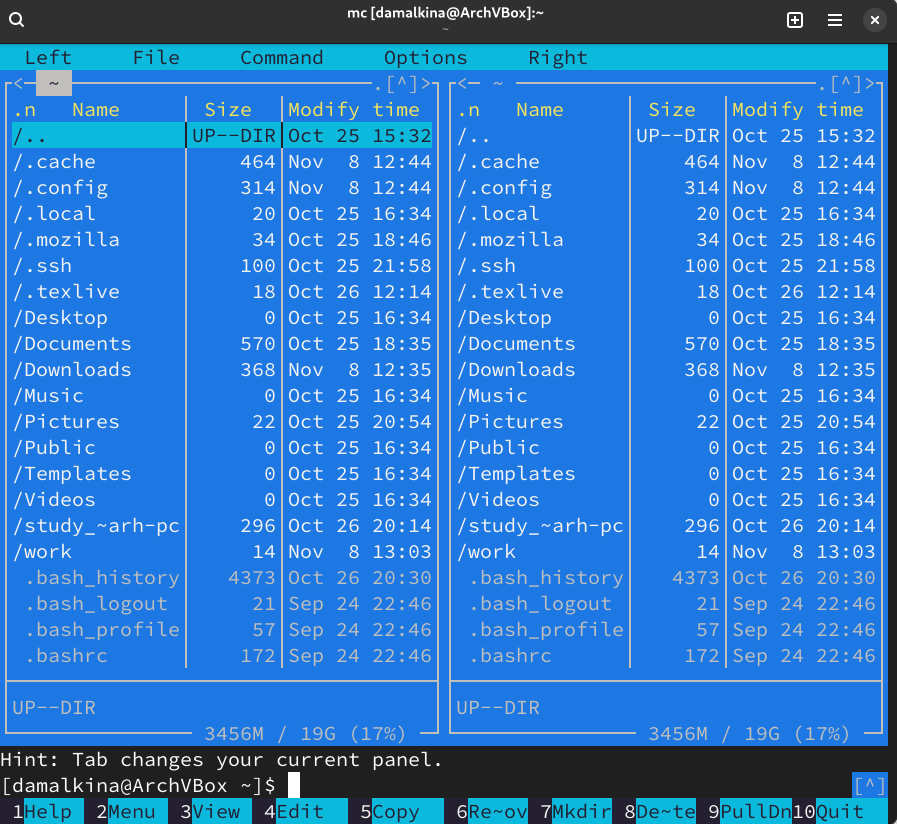 mc [damalkina@ArchVBox]:~
~
Left File Command Options Right
<─ ~ ─.[^]>┐ <─ ~ ─.[^]>┐
.n Name Size Modify time .n Name Size Modify time
/.. UP--DIR Oct 25 15:32 /.. UP--DIR Oct 25 15:32
/.cache 464 Nov 8 12:44 /.cache 464 Nov 8 12:44
/.config 314 Nov 8 12:44 /.config 314 Nov 8 12:44
/.local 20 Oct 25 16:34 /.local 20 Oct 25 16:34
/.mozilla 34 Oct 25 18:46 /.mozilla 34 Oct 25 18:46
/.ssh 100 Oct 25 21:58 /.ssh 100 Oct 25 21:58
/.texlive 18 Oct 26 12:14 /.texlive 18 Oct 26 12:14
/Desktop 0 Oct 25 16:34 /Desktop 0 Oct 25 16:34
/Documents 570 Oct 25 18:35 /Documents 570 Oct 25 18:35
/Downloads 368 Nov 8 12:35 /Downloads 368 Nov 8 12:35
/Music 0 Oct 25 16:34 /Music 0 Oct 25 16:34
/Pictures 22 Oct 25 20:54 /Pictures 22 Oct 25 20:54
/Public 0 Oct 25 16:34 /Public 0 Oct 25 16:34
/Templates 0 Oct 25 16:34 /Templates 0 Oct 25 16:34
/Videos 0 Oct 25 16:34 /Videos 0 Oct 25 16:34
/study_~arh-pc 296 Oct 26 20:14 /study_~arh-pc 296 Oct 26 20:14
/work 14 Nov 8 13:03 /work 14 Nov 8 13:03
.bash_history 4373 Oct 26 20:30 .bash_history 4373 Oct 26 20:30
.bash_logout 21 Sep 24 22:46 .bash_logout 21 Sep 24 22:46
.bash_profile 57 Sep 24 22:46 .bash_profile 57 Sep 24 22:46
.bashrc 172 Sep 24 22:46 .bashrc 172 Sep 24 22:46
UP--DIR UP--DIR
3456M / 19G (17%) 3456M / 19G (17%)
Hint: Tab changes your current panel.
[damalkina@ArchVBox ~]$ [^]
1Help 2Menu 3View 4Edit 5Copy 6Re~ov 7Mkdir 8De~te 9PullDn10Quit